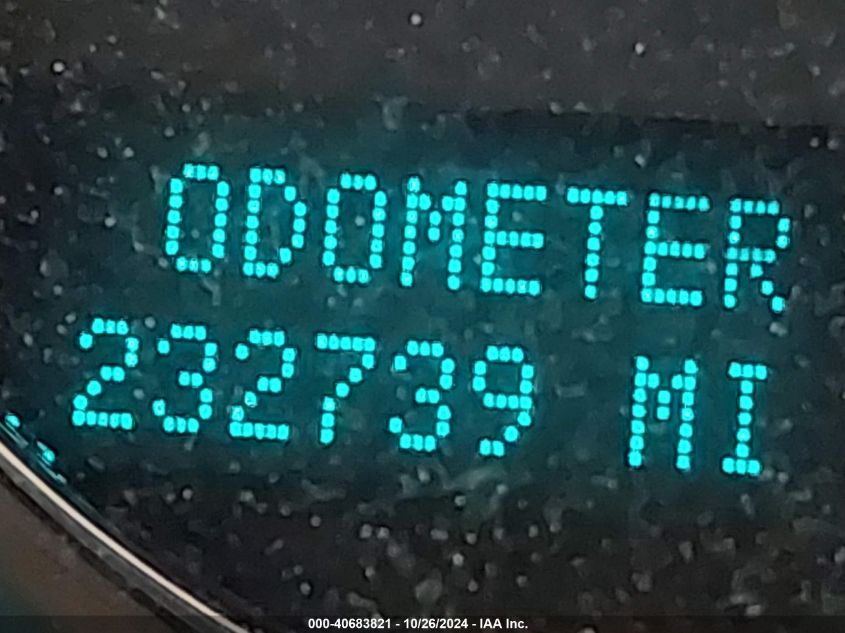 ODOMETER
232739 MI
000-40683821 - 10/26/2024 - IAA Inc.